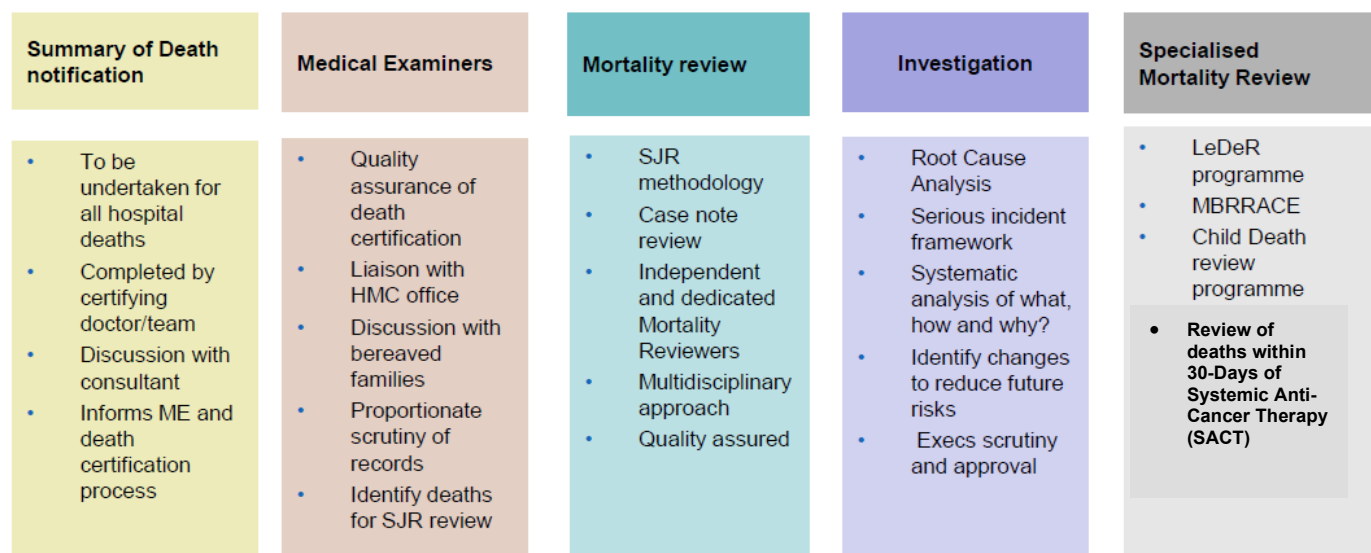 Summary of Death
notification
• To be
undertaken for
all hospital
deaths
• Completed by
certifying
doctor/team
• Discussion with
consultant
• Informs ME and
death
certification
process
Medical Examiners
• Quality
assurance of
death
certification
• Liaison with
HMC office
• Discussion with
bereaved
families
• Proportionate
scrutiny of
records
• Identify deaths
for SJR review
Mortality review
• SJR
methodology
• Case note
review
• Independent
and dedicated
Mortality
Reviewers
• Multidisciplinary
approach
• Quality assured
Investigation
• Root Cause
Analysis
• Serious incident
framework
• Systematic
analysis of what,
how and why?
• Identify changes
to reduce future
risks
• Execs scrutiny
and approval
Specialised
Mortality Review
• LeDeR
programme
• MBRRACE
• Child Death
review
programme
• Review of
deaths within
30-Days of
Systemic Anti-
Cancer Therapy
(SACT)